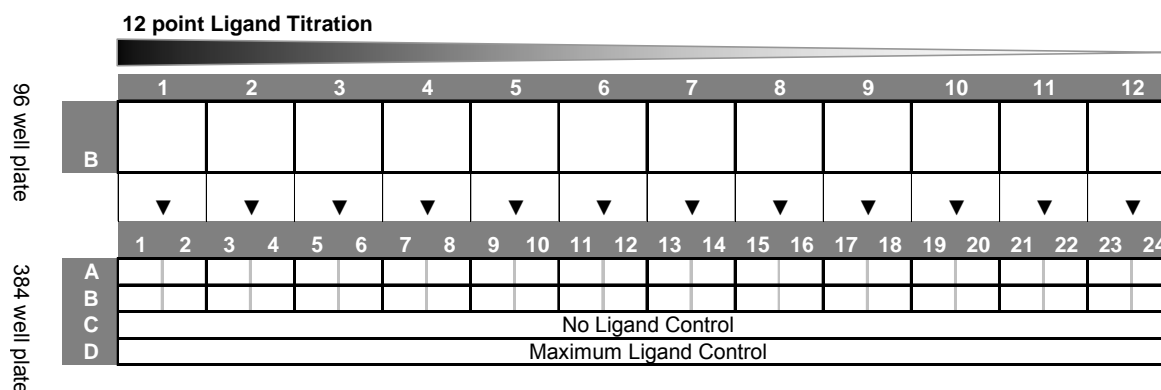 12 point Ligand Titration
96 well plate
1 2 3 4 5 6 7 8 9 10 11 12
B
▼ ▼ ▼ ▼ ▼ ▼ ▼ ▼ ▼ ▼ ▼ ▼
384 well plate
1 2 3 4 5 6 7 8 9 10 11 12 13 14 15 16 17 18 19 20 21 22 23 24
A
B
C No Ligand Control
D Maximum Ligand Control